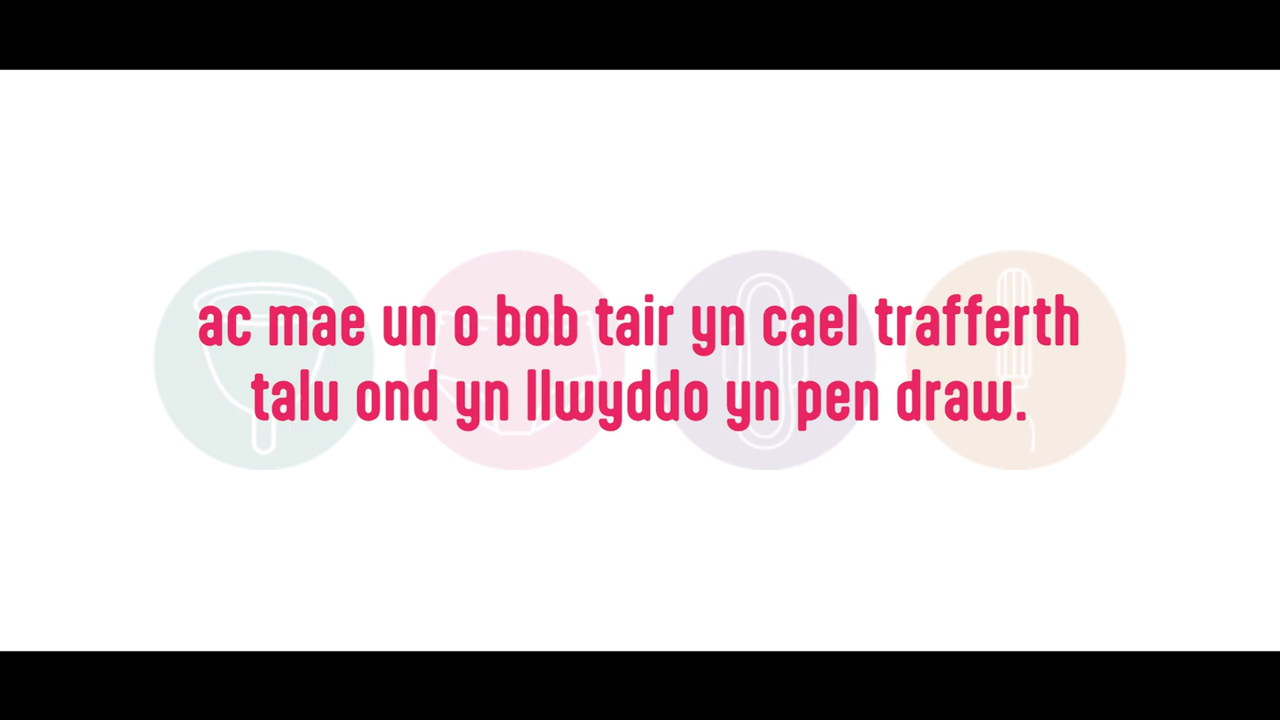 ac mae un o bob tair yn cael trafferth
talu ond yn llwyddo yn pen draw.